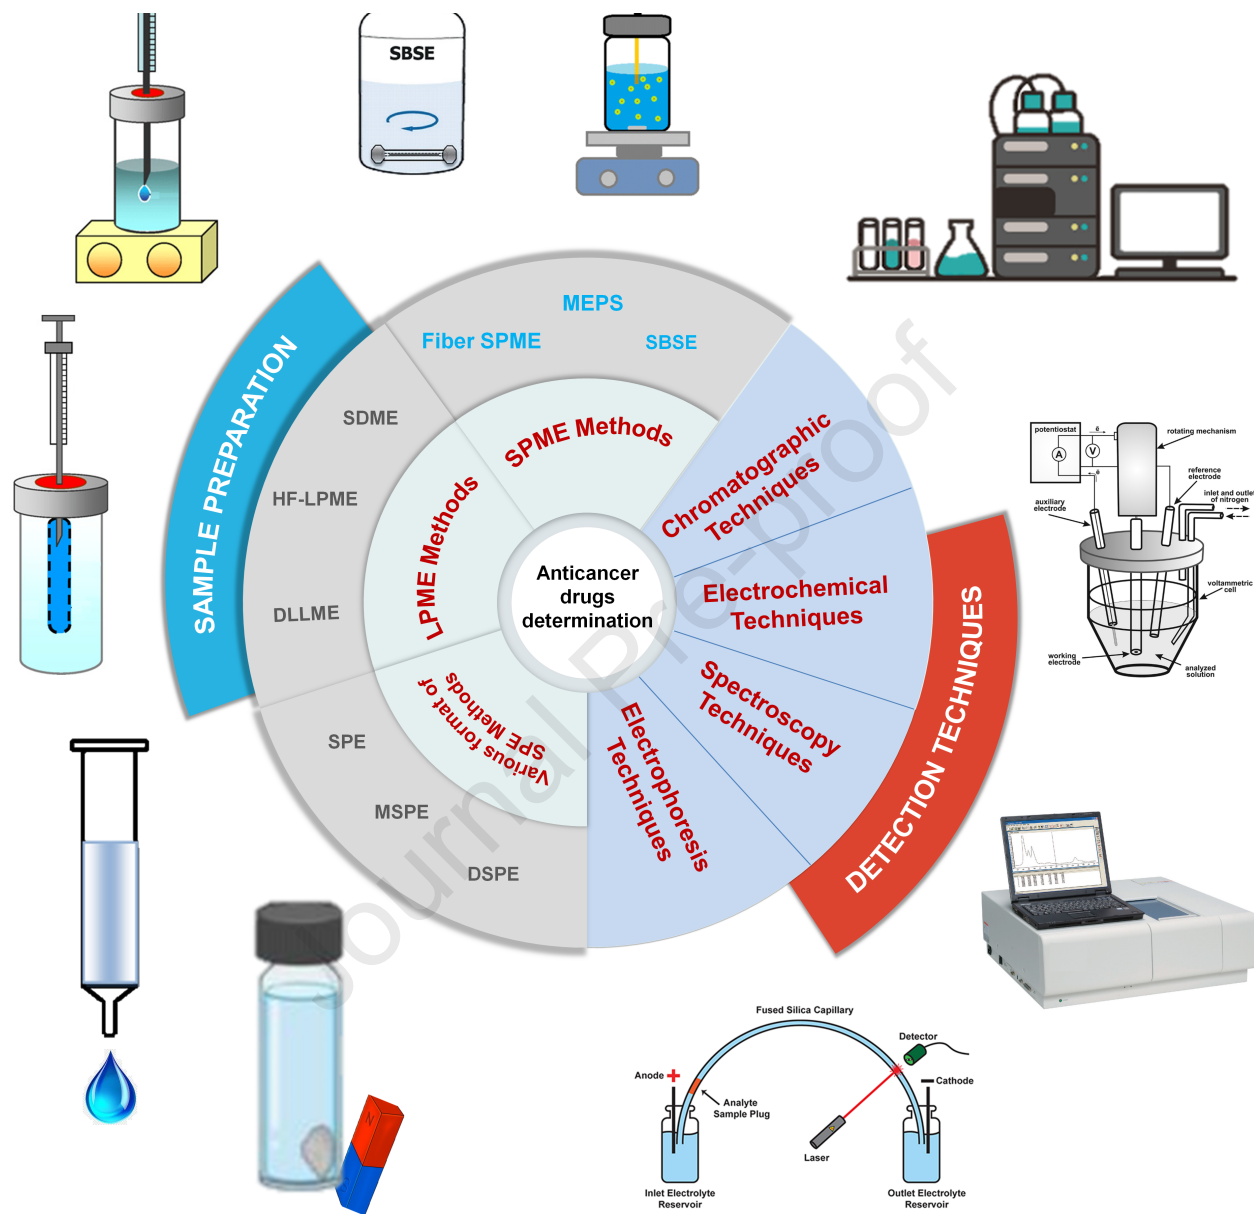 SBSE
MEPS
Fiber SPME
SBSE
SAMPLE PREPARATION
SDME
HF-LPME
DLLME
SPE
MSPE
DSPE
SPME Methods
LPME Methods
Various format of
SPE Methods
Anticancer
drugs
determination
Chromatographic
Techniques
Electrochemical
Techniques
Spectroscopy
Techniques
Electrophoresis
Techniques
DETECTION TECHNIQUES
potentiostat
ē
A
V
ē
rotating mechanism
reference
electrode
inlet and outlet
of nitrogen
auxiliary
electrode
voltammetric
cell
working
electrode
analyzed
solution
Fused Silica Capillary
Detector
Anode +
Cathode
Analyte
Sample Plug
Laser
Inlet Electrolyte
Reservoir
Outlet Electrolyte
Reservoir
N
Journal Pre-proof